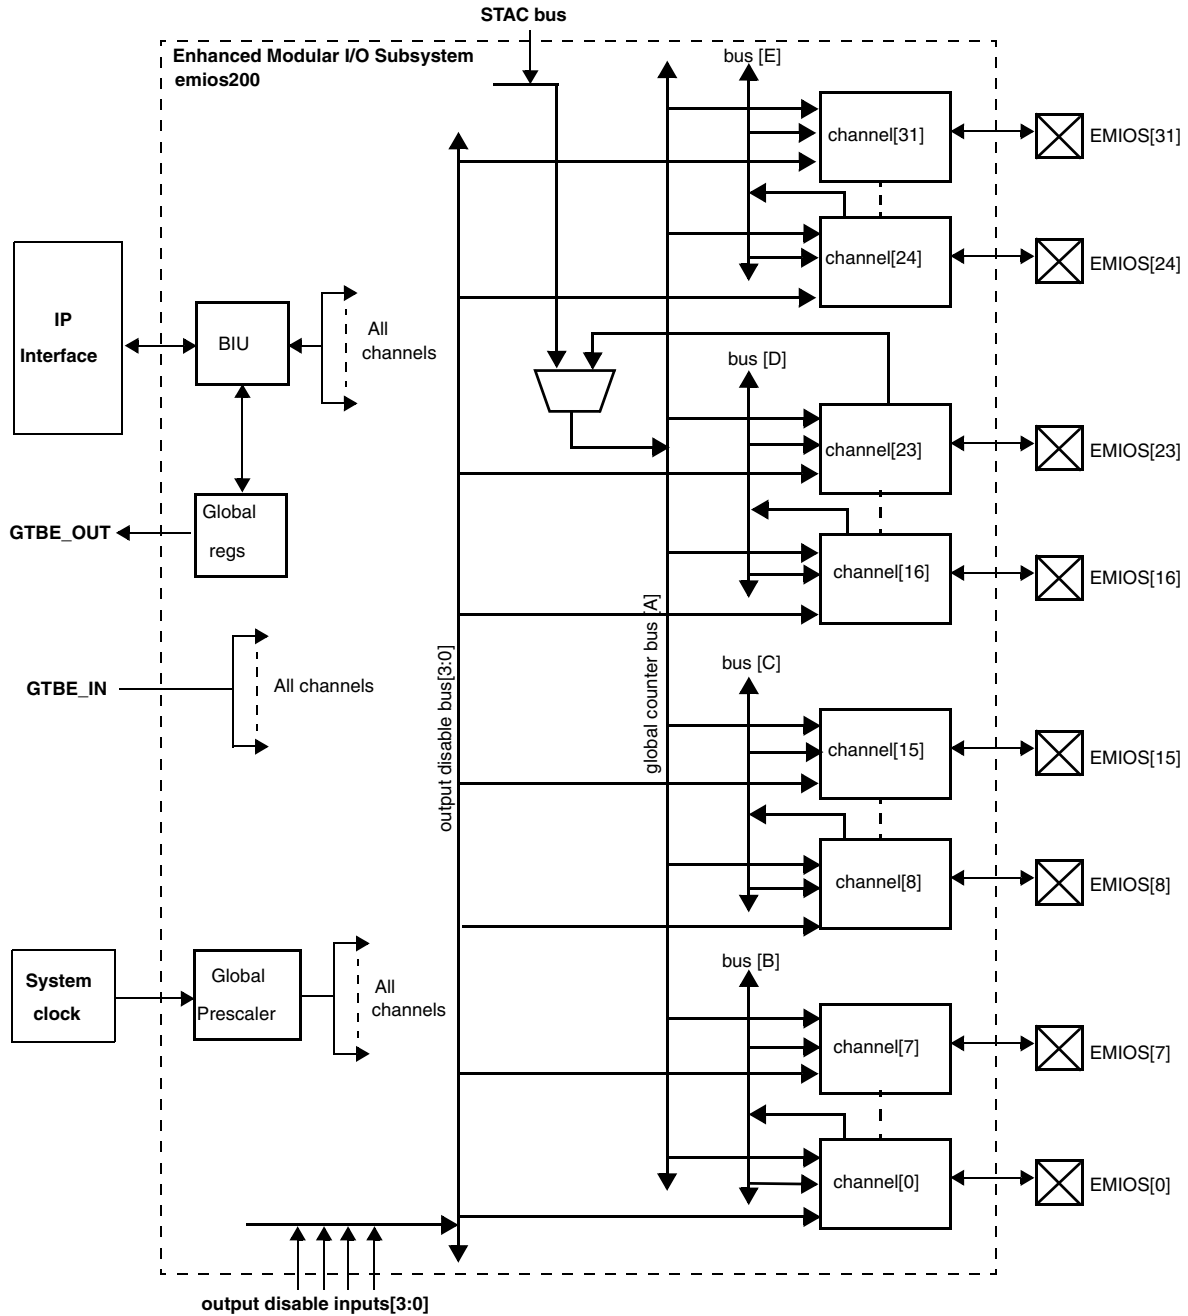 STAC bus
Enhanced Modular I/O Subsystem
emios200
bus [E]
channel[31]
EMIOS[31]
channel[24]
EMIOS[24]
IP
Interface
BIU
All
channels
bus [D]
channel[23]
EMIOS[23]
Global
regs
GTBE_OUT
channel[16]
EMIOS[16]
output disable bus[3:0]
global counter bus [A]
bus [C]
GTBE_IN
All channels
channel[15]
EMIOS[15]
channel[8]
EMIOS[8]
System
clock
Global
Prescaler
All
channels
bus [B]
channel[7]
EMIOS[7]
channel[0]
EMIOS[0]
output disable inputs[3:0]